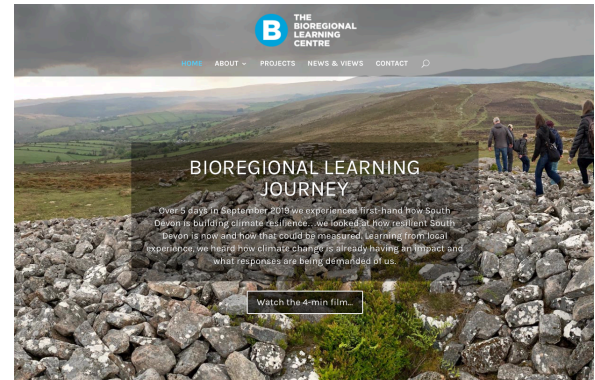 B
THE
BIOREGIONAL
LEARNING
CENTRE
HOME ABOUT PROJECTS NEWS & VIEWS CONTACT
BIOREGIONAL LEARNING
JOURNEY
Over 5 days in September 2019 we experienced first-hand how South
Devon is building climate resilience…we looked at how resilient South
Devon is now and how that could be measured. Learning from local
experience, we heard how climate change is already having an impact and
what responses are being demanded of us.
Watch the 4-min film...